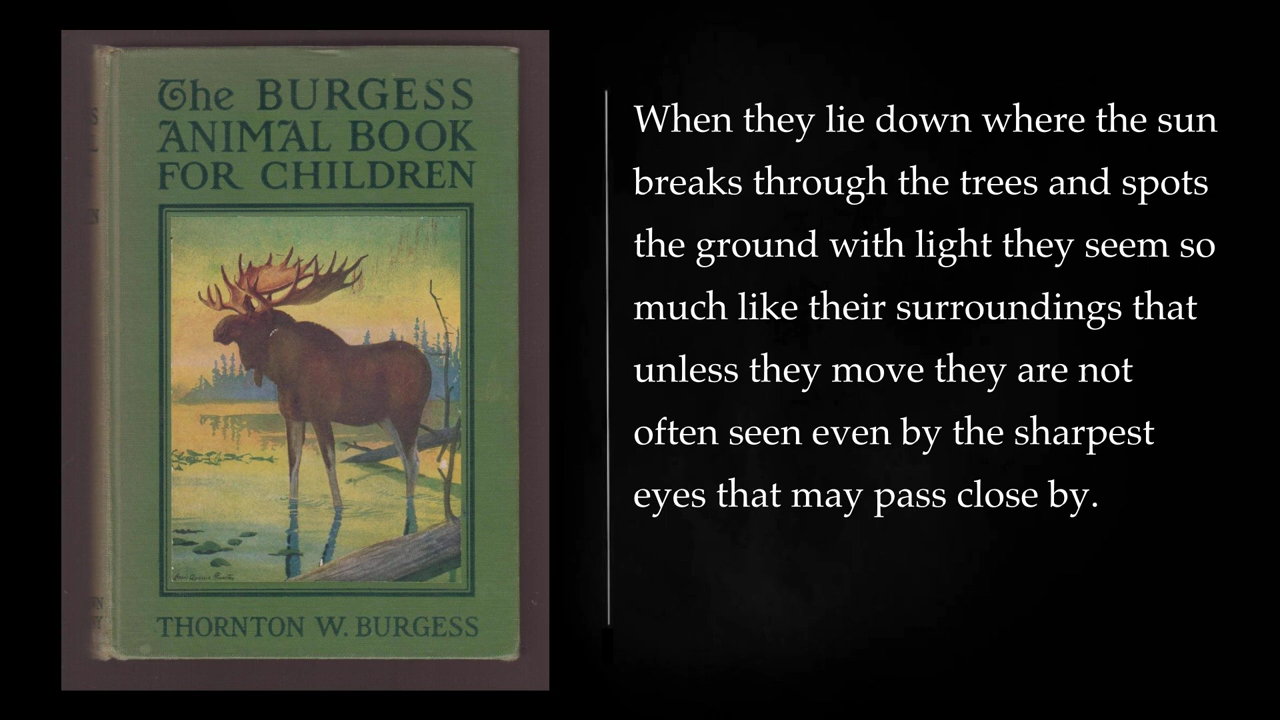 The BURGESS
ANIMAL BOOK
FOR CHILDREN
THORNTON W. BURGESS
When they lie down where the sun
breaks through the trees and spots
the ground with light they seem so
much like their surroundings that
unless they move they are not
often seen even by the sharpest
eyes that may pass close by.